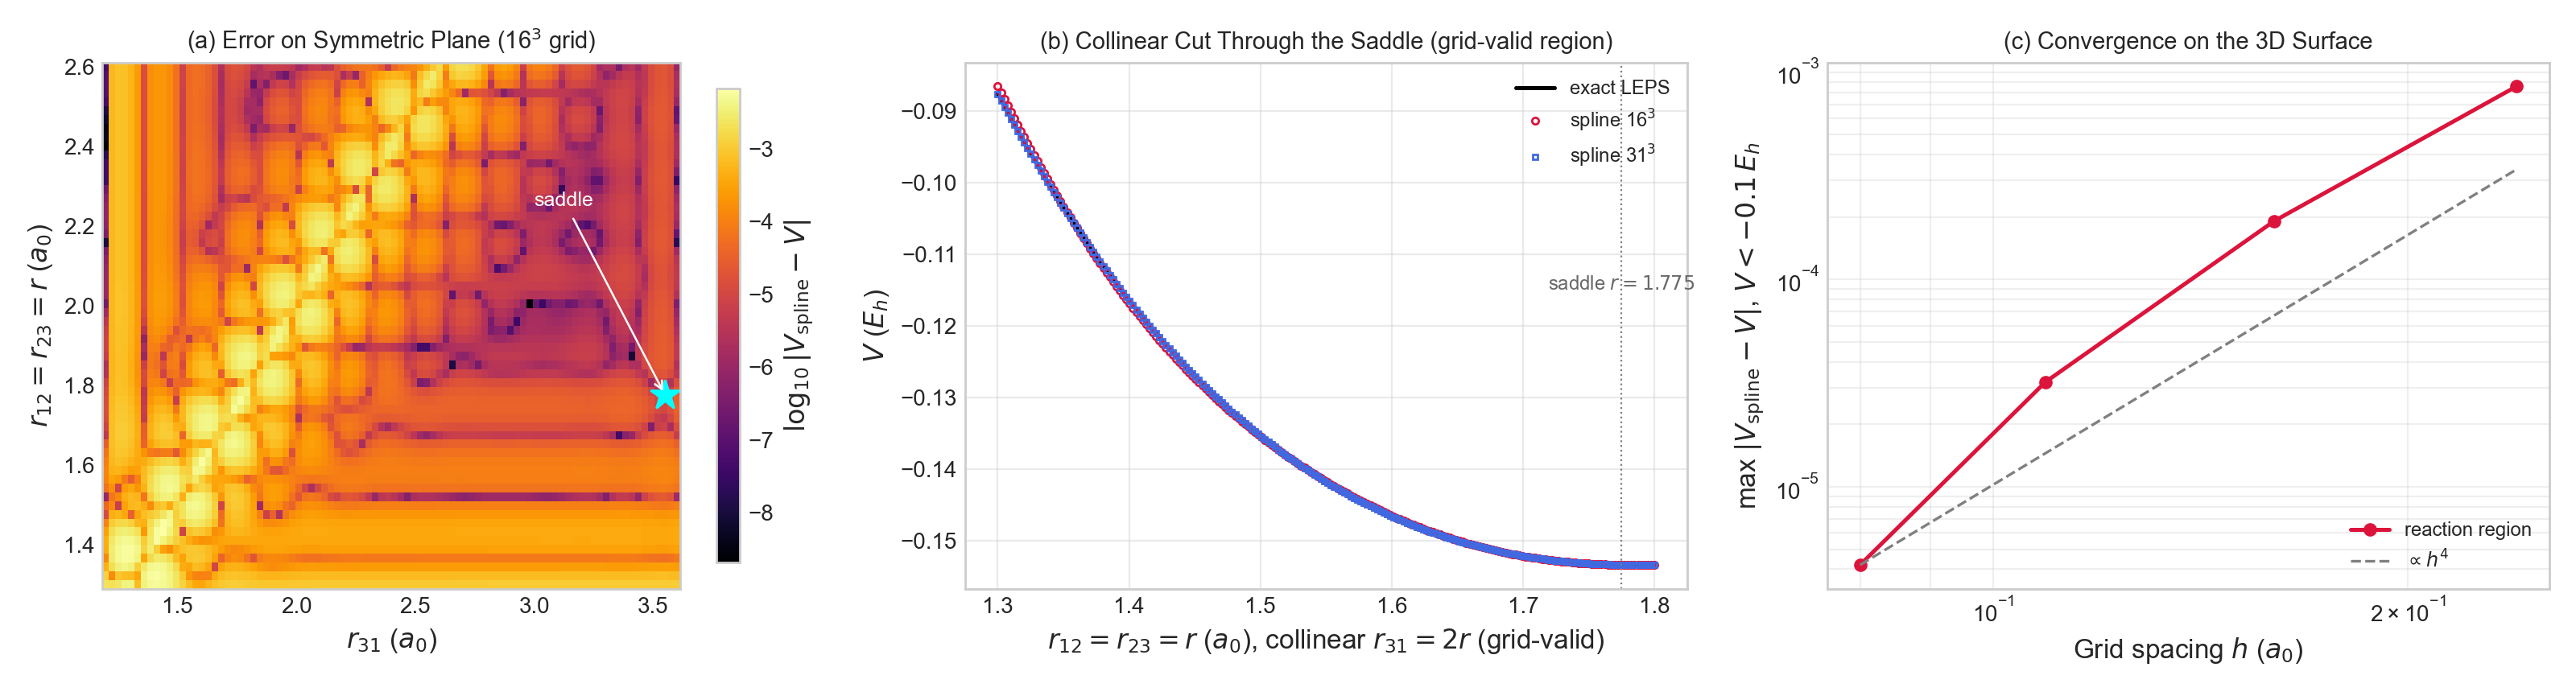 (a) Error on Symmetric Plane (16³ grid)
2.6
2.4
2.2
2.0
1.8
1.6
1.4
r₁₂ = r₂₃ = r (a₀)
saddle
1.5
2.0
2.5
3.0
3.5
r₃₁ (a₀)
−3
−4
−5
−6
−7
−8
log₁₀ |V_spline − V|
(b) Collinear Cut Through the Saddle (grid-valid region)
−0.09
−0.10
−0.11
−0.12
−0.13
−0.14
−0.15
V (E_h)
exact LEPS
spline 16³
spline 31³
saddle r = 1.775
1.3
1.4
1.5
1.6
1.7
1.8
r₁₂ = r₂₃ = r (a₀), collinear r₃₁ = 2r (grid-valid)
(c) Convergence on the 3D Surface
10⁻³
10⁻⁴
10⁻⁵
max |V_spline − V|, V < −0.1 E_h
reaction region
∝ h⁴
10⁻¹
2 × 10⁻¹
Grid spacing h (a₀)